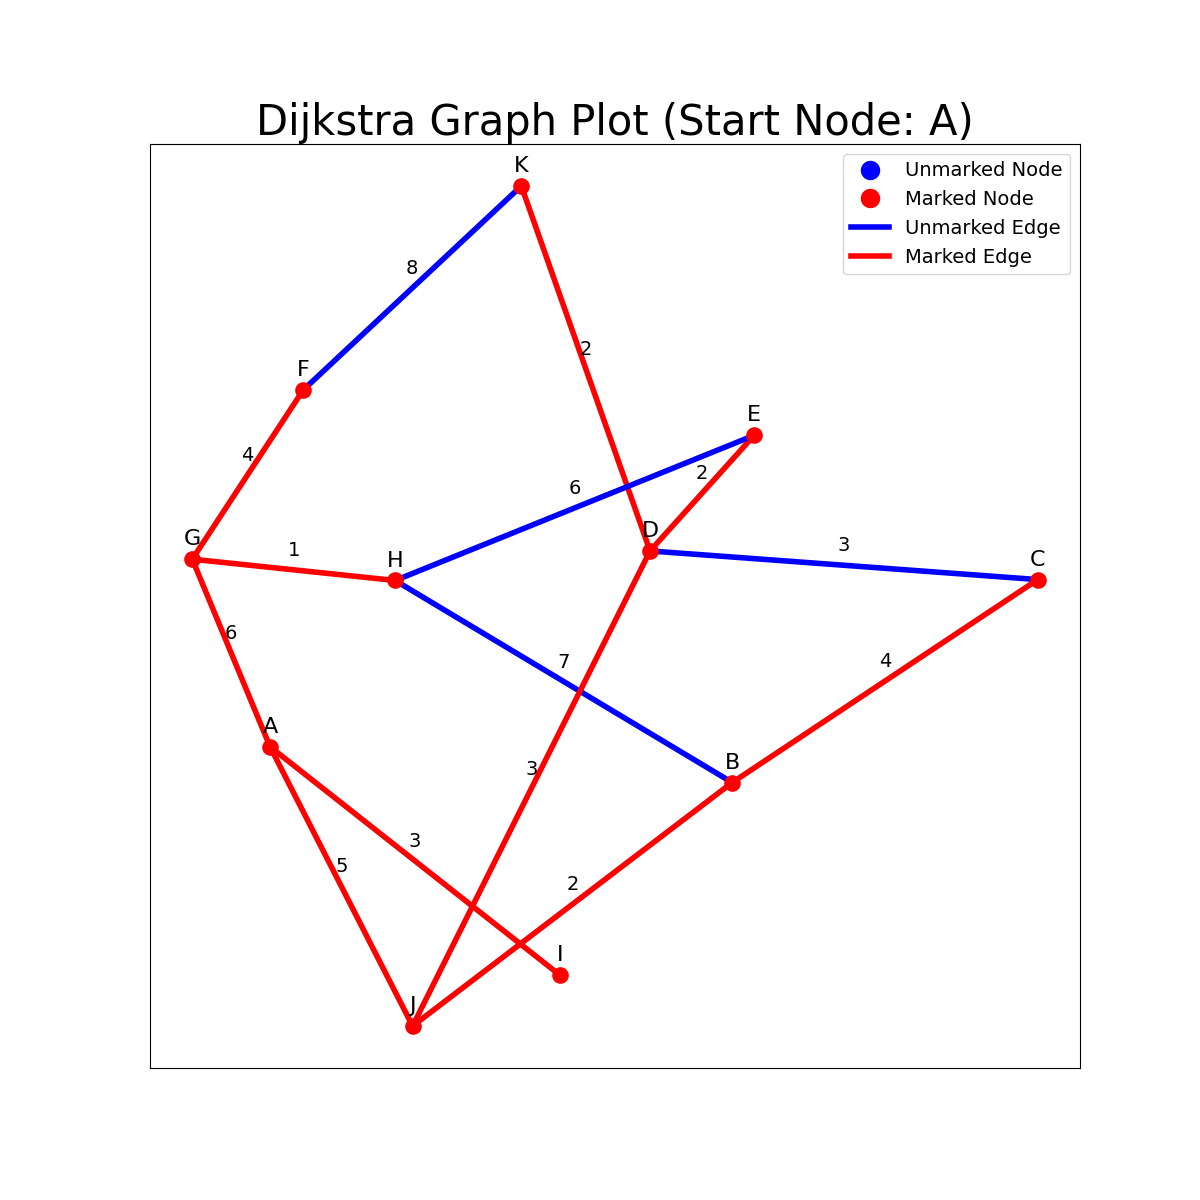 Dijkstra Graph Plot (Start Node: A)
K
Unmarked Node
Marked Node
Unmarked Edge
Marked Edge
8
2
F
E
4
2
6
G
D
1
H
3
C
6
7
4
A
B
3
3
5
2
I
J